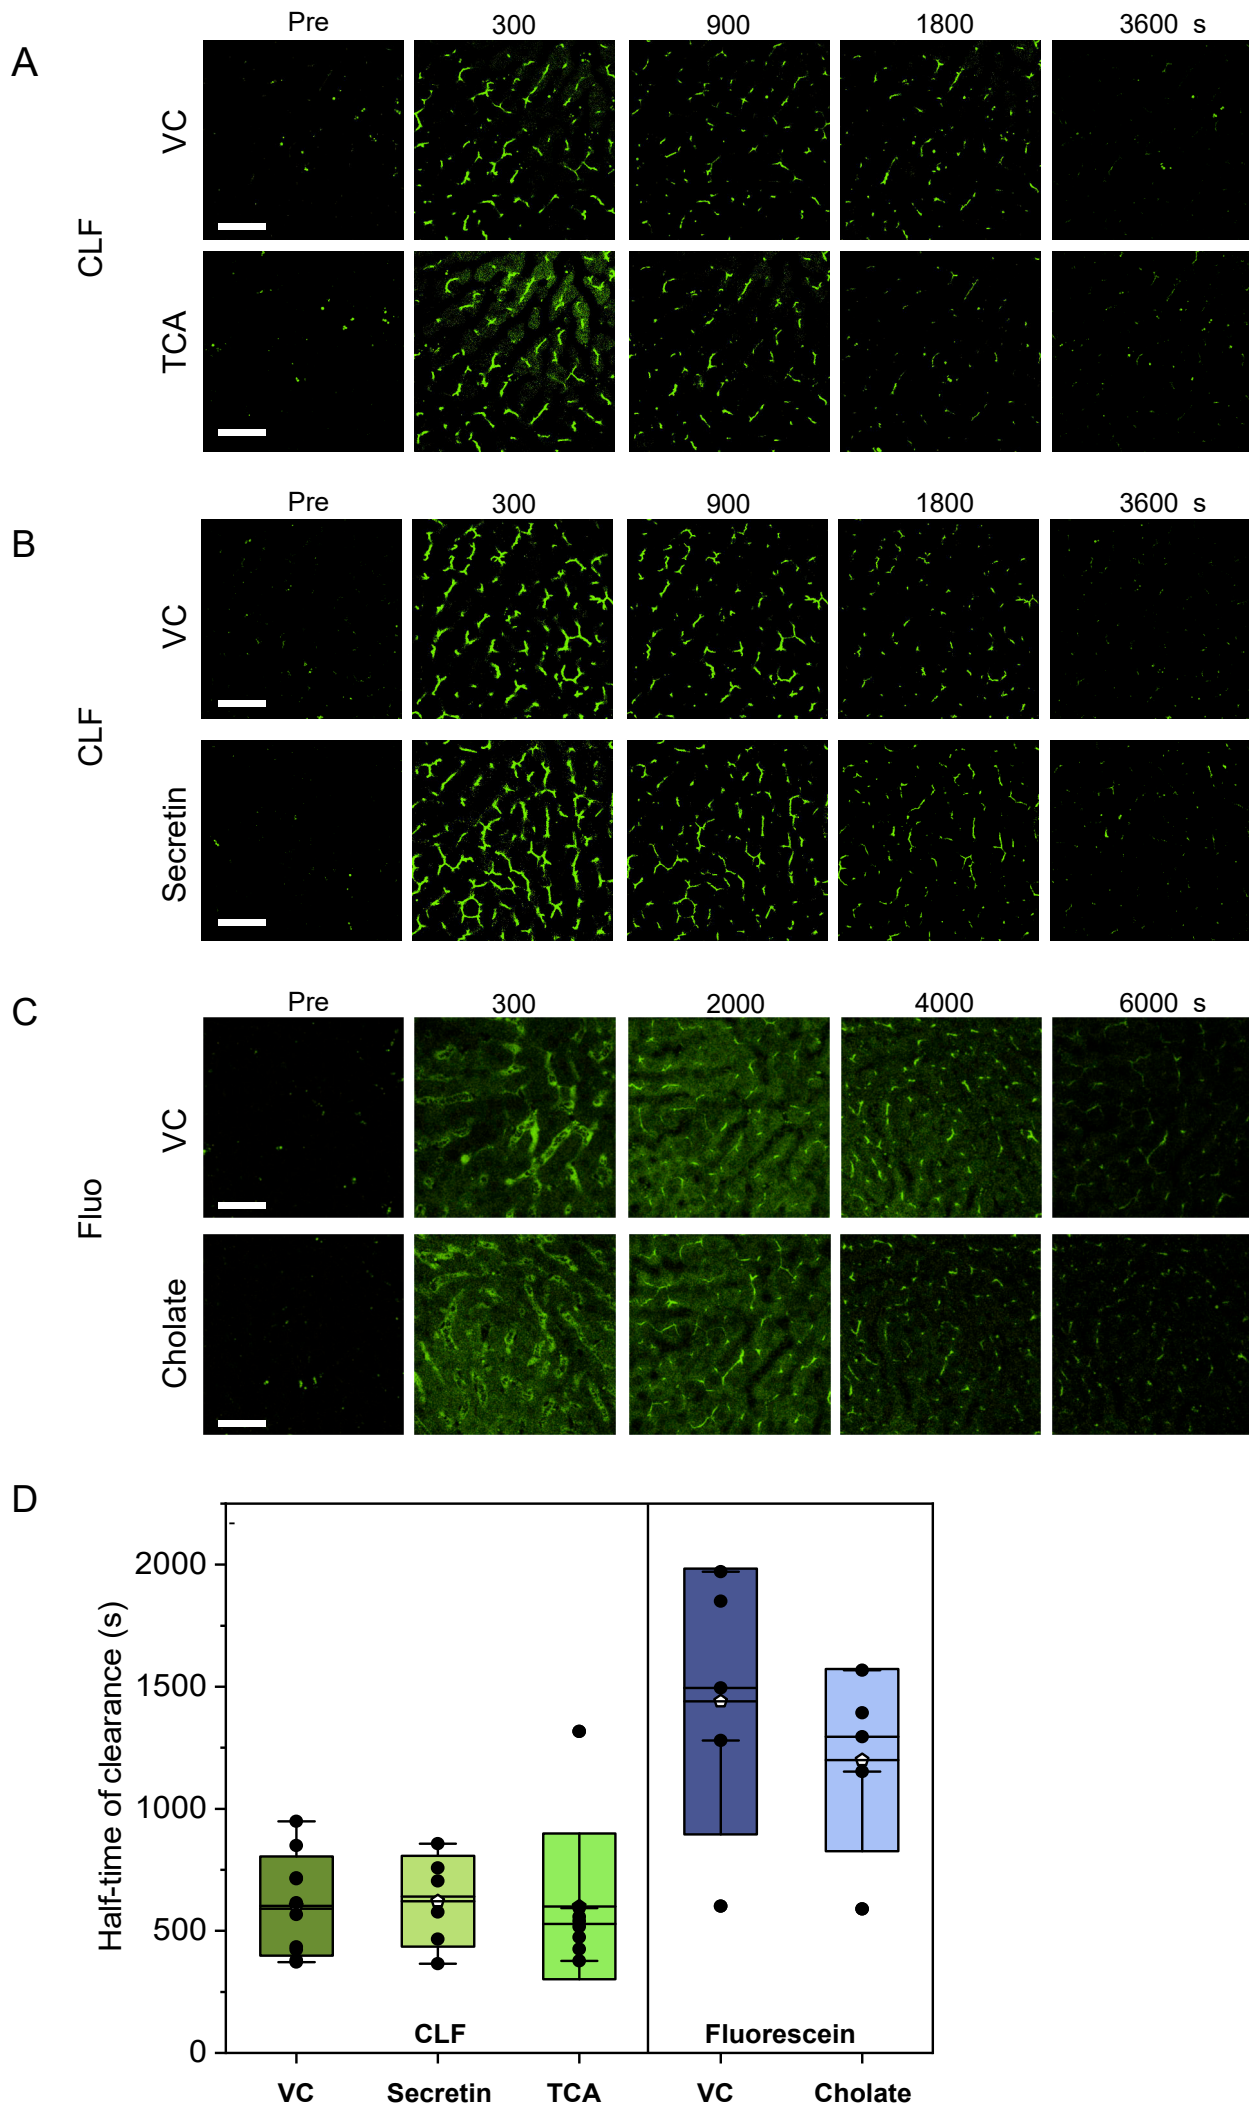 Pre 300 900 1800 3600 s
A
VC
CLF
TCA
Pre 300 900 1800 3600 s
B
VC
CLF
Secretin
Pre 300 2000 4000 6000 s
C
VC
Fluo
Cholate
D
Half-time of clearance (s)
2000
1500
1000
500
0
CLF Fluorescein
VC Secretin TCA VC Cholate